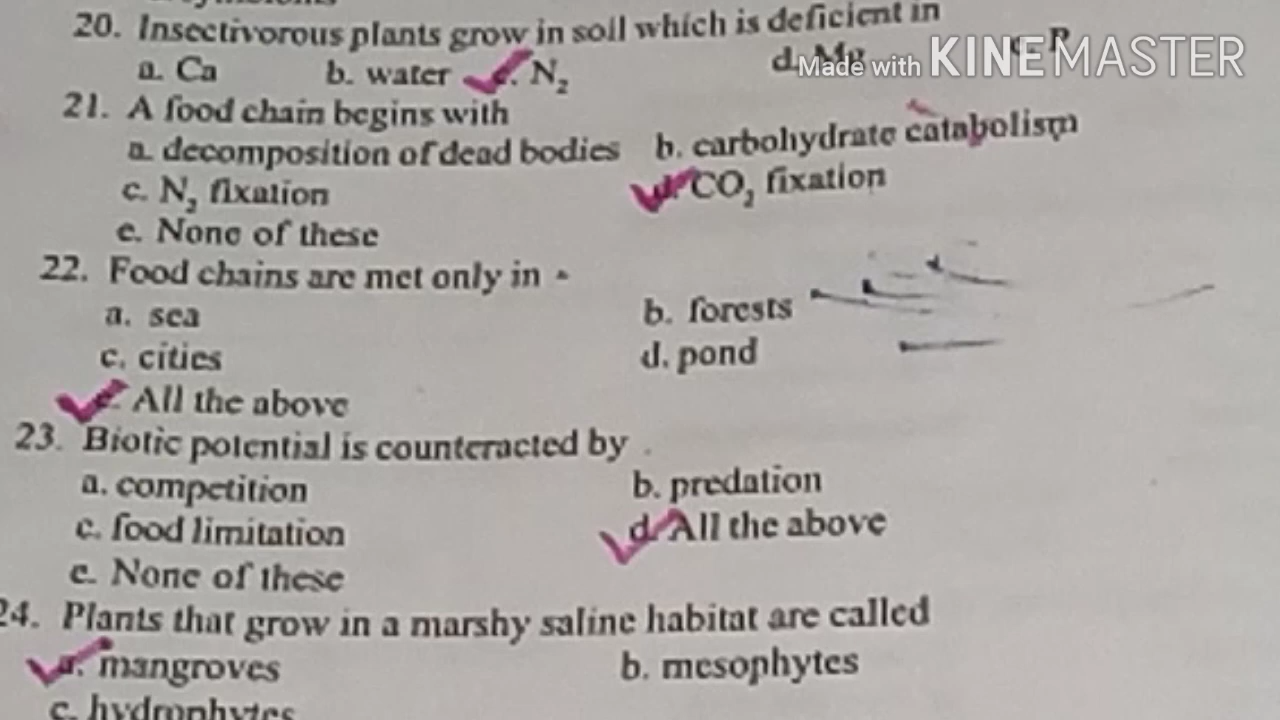 20. Insectivorous plants grow in soil which is deficient in
a. Ca b. water c. N₂ d. Mg e. P
Made with KINEMASTER
21. A food chain begins with
a. decomposition of dead bodies b. carbohydrate catabolism
c. N₂ fixation d. CO₂ fixation
e. None of these
22. Food chains are met only in
a. sea b. forests
c. cities d. pond
e. All the above
23. Biotic potential is counteracted by
a. competition b. predation
c. food limitation d. All the above
e. None of these
24. Plants that grow in a marshy saline habitat are called
a. mangroves b. mesophytes
c. hydrophytes